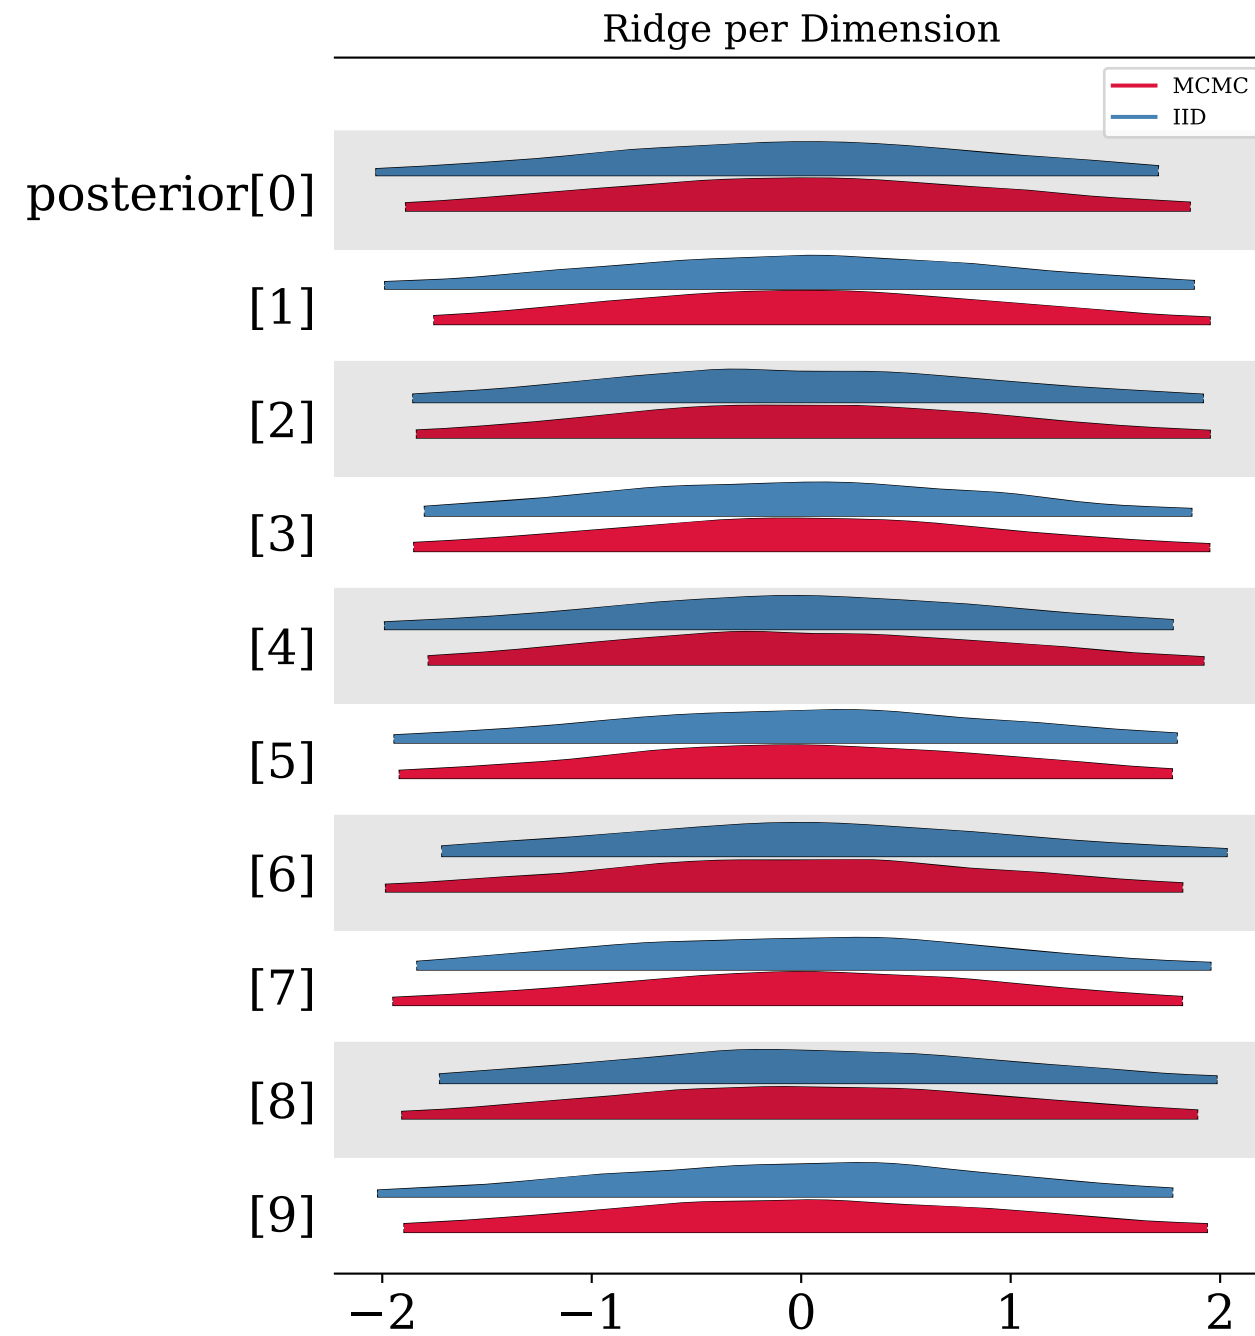 Ridge per Dimension
MCMC
IID
posterior[0]
[1]
[2]
[3]
[4]
[5]
[6]
[7]
[8]
[9]
−2 −1 0 1 2